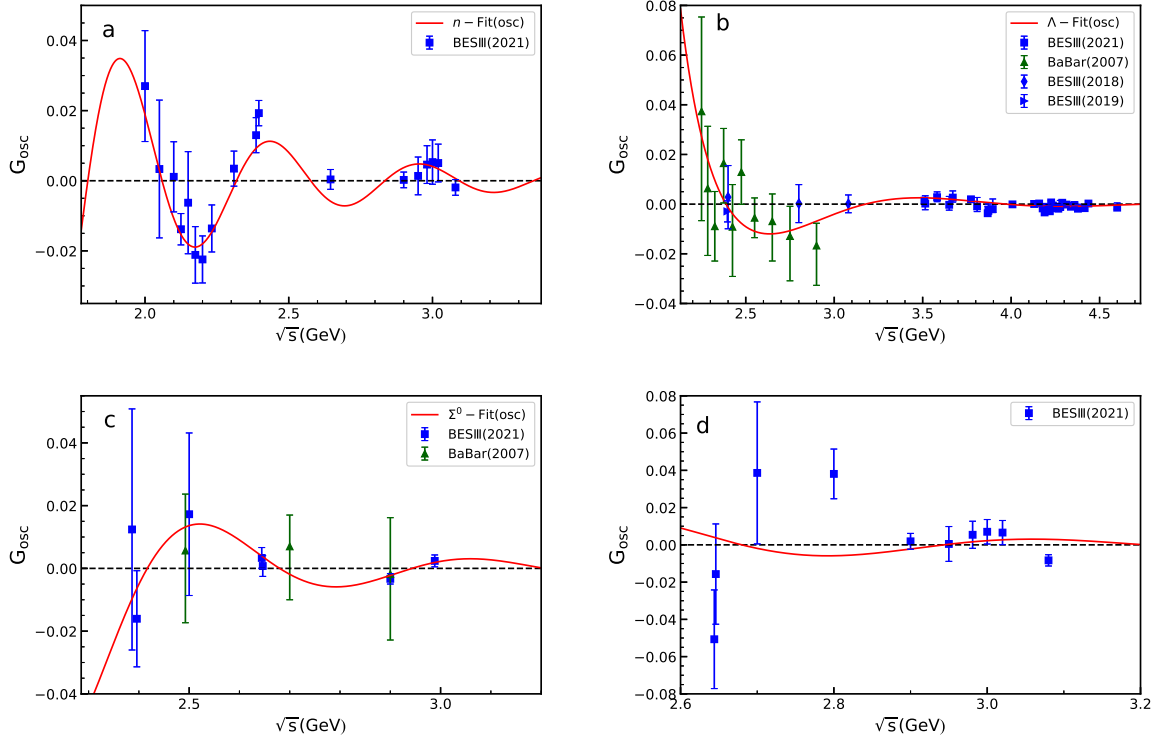 a
n − Fit(osc)
BESⅢ(2021)
0.04
0.02
0.00
−0.02
G_osc
2.0
2.5
3.0
√s(GeV)
b
Λ − Fit(osc)
BESⅢ(2021)
BaBar(2007)
BESⅢ(2018)
BESⅢ(2019)
0.08
0.06
0.04
0.02
0.00
−0.02
−0.04
G_osc
2.5
3.0
3.5
4.0
4.5
√s(GeV)
c
Σ⁰ − Fit(osc)
BESⅢ(2021)
BaBar(2007)
0.04
0.02
0.00
−0.02
−0.04
G_osc
2.5
3.0
√s(GeV)
d
BESⅢ(2021)
0.08
0.06
0.04
0.02
0.00
−0.02
−0.04
−0.06
−0.08
G_osc
2.6
2.8
3.0
3.2
√s(GeV)